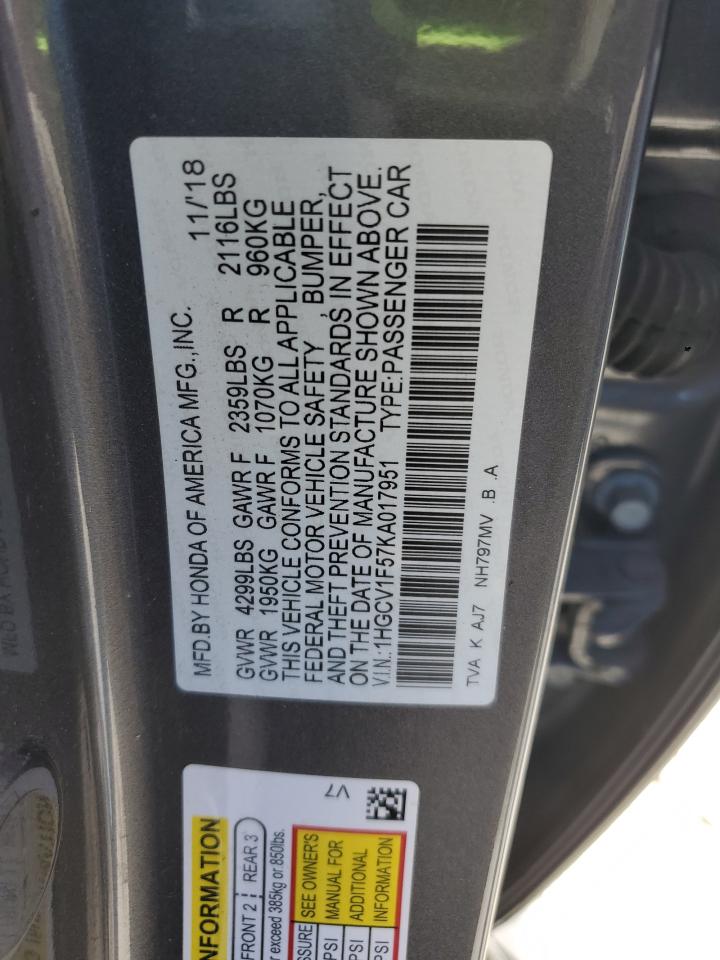 MFD.BY HONDA OF AMERICA MFG.,INC. 11/'18
GVWR 4299LBS GAWR F 2359LBS R 2116LBS
GVWR 1950KG GAWR F 1070KG R 960KG
THIS VEHICLE CONFORMS TO ALL APPLICABLE
FEDERAL MOTOR VEHICLE SAFETY , BUMPER,
AND THEFT PREVENTION STANDARDS IN EFFECT
ON THE DATE OF MANUFACTURE SHOWN ABOVE.
V.I.N.:1HGCV1F57KA017951 TYPE:PASSENGER CAR
TVA K AJ7 NH797MV .B .A
V7
NFORMATION
FRONT 2 REAR 3
or exceed 385kg or 850lbs.
SSURE SEE OWNER'S
PSI MANUAL FOR
PSI ADDITIONAL
PSI INFORMATION